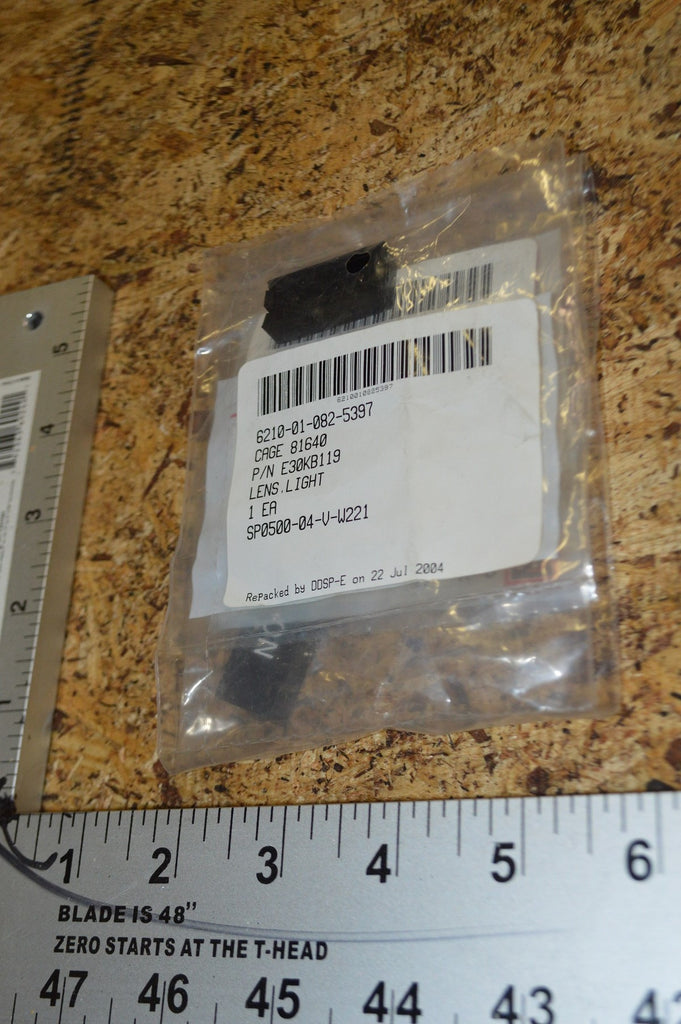 6210010825397
6210-01-082-5397
CAGE 81640
P/N E30KB119
LENS.LIGHT
1 EA
SP0500-04-V-W221
RePacked by DDSP-E on 22 Jul 2004
5
3
2
1
1 2 3 4 5 6
BLADE IS 48"
ZERO STARTS AT THE T-HEAD
47 46 45 44 43 42